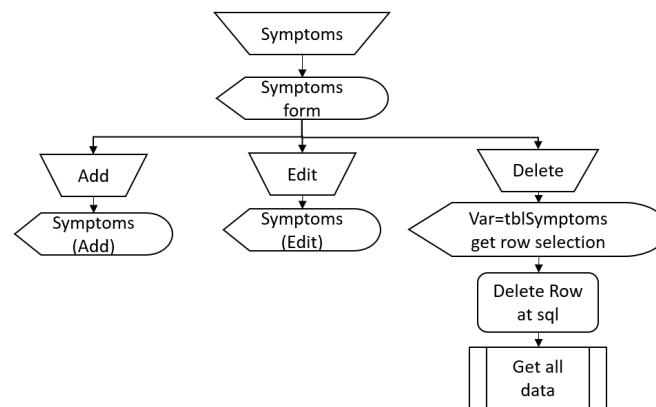 Symptoms
Symptoms
form
Add
Edit
Delete
Symptoms
(Add)
Symptoms
(Edit)
Var=tblSymptoms
get row selection
Delete Row
at sql
Get all
data